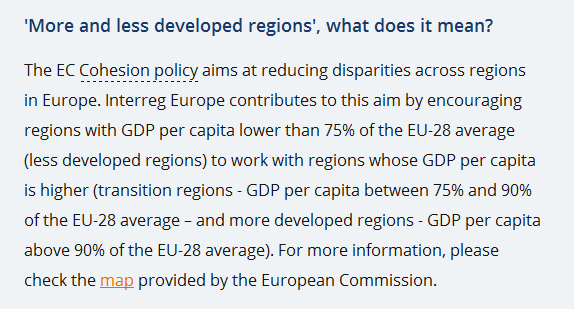 'More and less developed regions', what does it mean?
The EC Cohesion policy aims at reducing disparities across regions
in Europe. Interreg Europe contributes to this aim by encouraging
regions with GDP per capita lower than 75% of the EU-28 average
(less developed regions) to work with regions whose GDP per capita
is higher (transition regions - GDP per capita between 75% and 90%
of the EU-28 average – and more developed regions - GDP per capita
above 90% of the EU-28 average). For more information, please
check the map provided by the European Commission.